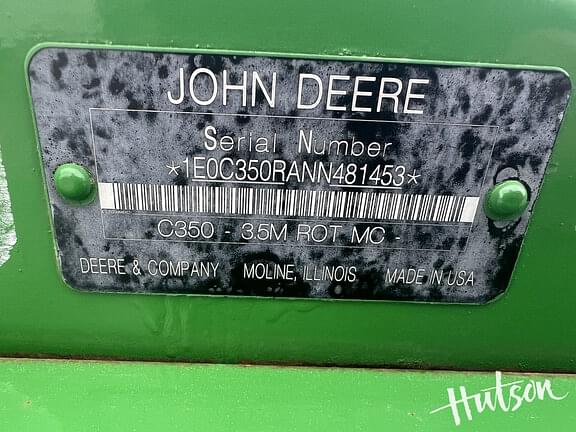 JOHN DEERE
Serial Number
*1E0C350RANN481453*
C350 - 3.5M ROT MC -
DEERE & COMPANY MOLINE, ILLINOIS MADE IN USA
Hutson